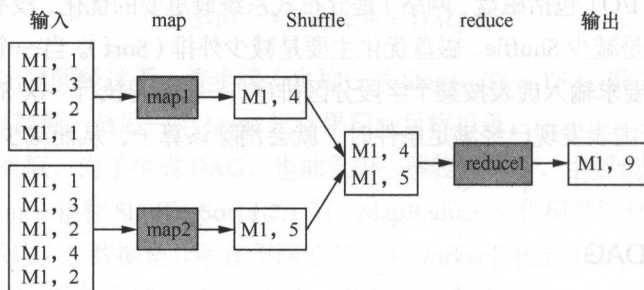 输入
map
Shuffle
reduce
输出
M1, 1
M1, 5
M1, 2
M1, 1
map1
M1, 4
M1, 1
M1, 3
M1, 2
M1, 4
M1, 2
map2
M1, 5
M1, 4
M1, 5
reduce1
M1, 9